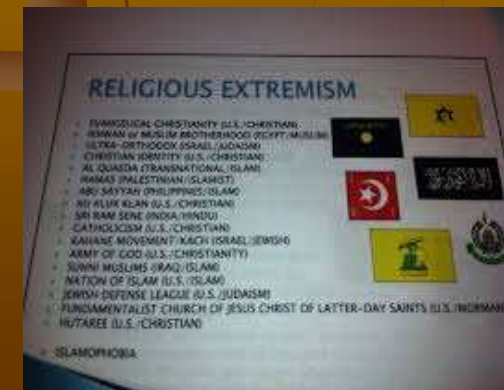 RELIGIOUS EXTREMISM
EVANGELICAL CHRISTIANITY (U.S./CHRISTIAN)
IKHWAN or MUSLIM BROTHERHOOD (EGYPT/MUSLIM)
ULTRA-ORTHODOX (ISRAEL/JUDAISM)
CHRISTIAN IDENTITY (U.S./CHRISTIAN)
AL QUAEDA (TRANSNATIONAL/ISLAM)
HAMAS (PALESTINIAN/ISLAMIST)
ABU SAYYAH (PHILIPPINES/ISLAM)
KU KLUX KLAN (U.S./CHRISTIAN)
SRI RAM SENE (INDIA/HINDU)
CATHOLICISM (U.S./CHRISTIAN)
KAHANE MOVEMENT/KACH (ISRAEL/JEWISH)
ARMY OF GOD (U.S./CHRISTIANITY)
SUNNI MUSLIMS (IRAQ/ISLAM)
NATION OF ISLAM (U.S./ISLAM)
JEWISH DEFENSE LEAGUE (U.S./JUDAISM)
FUNDAMENTALIST CHURCH OF JESUS CHRIST OF LATTER-DAY SAINTS (U.S./MORMAN
HUTAREE (U.S./CHRISTIAN)
ISLAMOPHOBIA